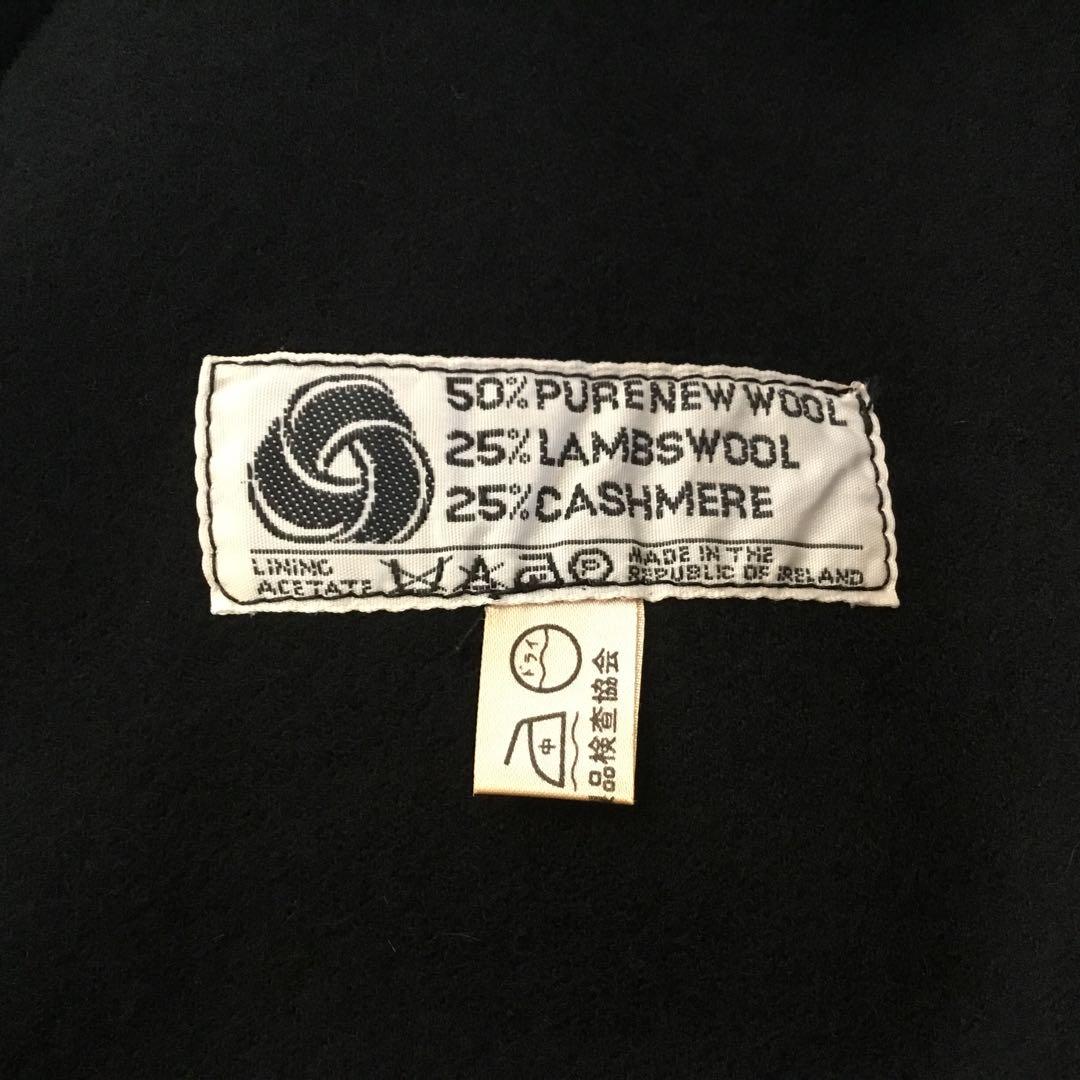 50% PURE NEW WOOL
25% LAMBSWOOL
25% CASHMERE
LINING
ACETATE
P
MADE IN THE
REPUBLIC OF IRELAND
ドライ
中
品検査協会